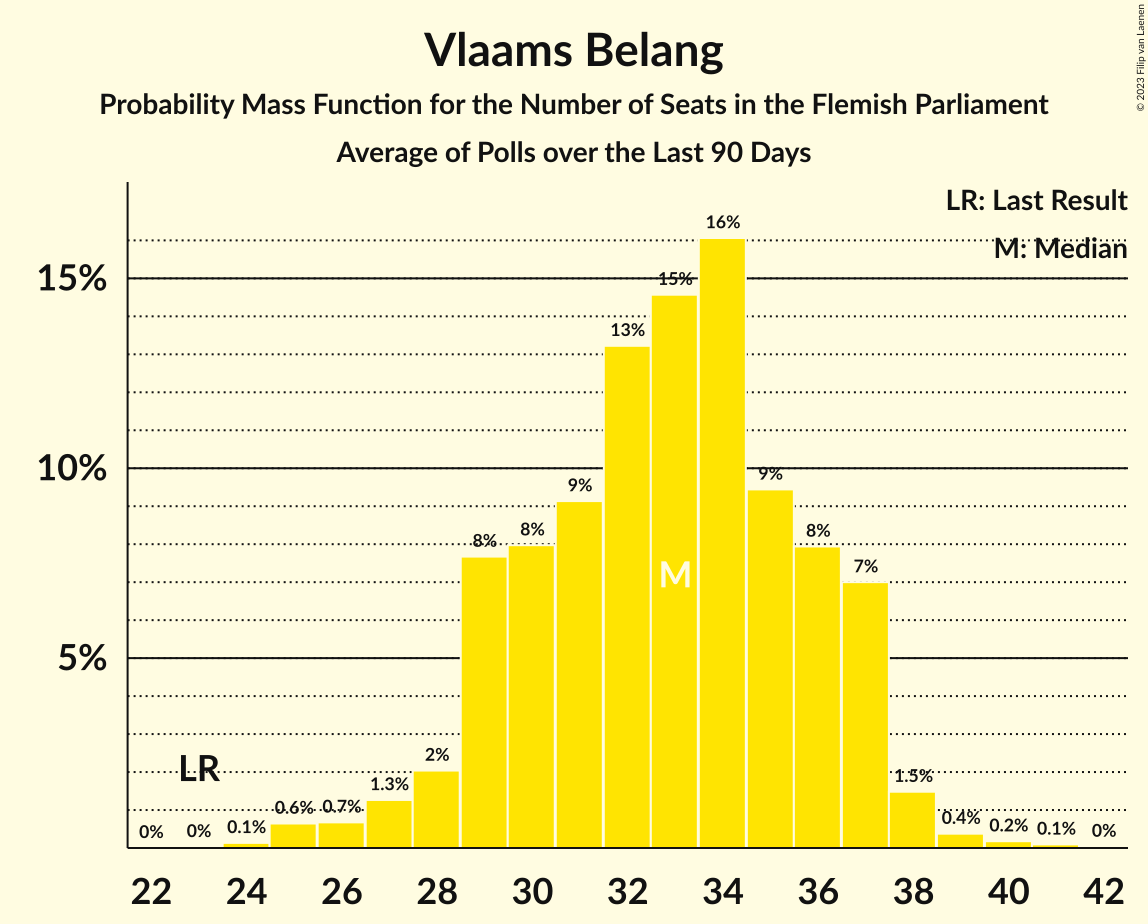 Vlaams Belang
Probability Mass Function for the Number of Seats in the Flemish Parliament
Average of Polls over the Last 90 Days
© 2023 Filip van Laenen
LR: Last Result
M: Median
15%
10%
5%
0%
0%
0.1%
0.6%
0.7%
1.3%
2%
8%
8%
9%
13%
15%
16%
9%
8%
7%
1.5%
0.4%
0.2%
0.1%
0%
LR
M
22 24 26 28 30 32 34 36 38 40 42